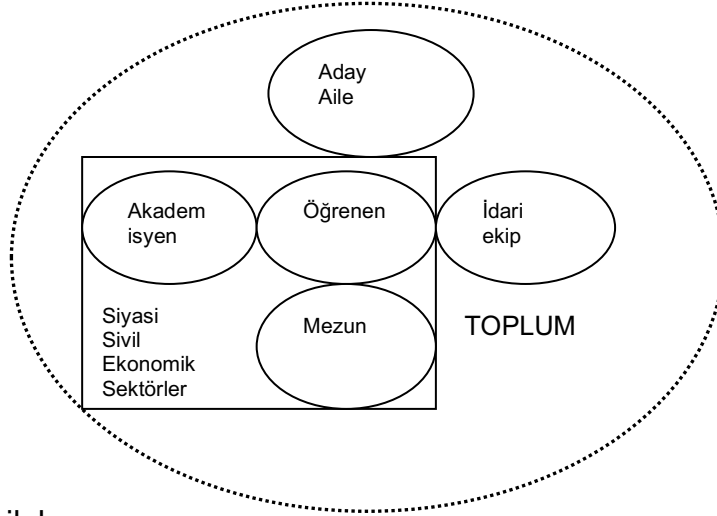 Aday
Aile
Akadem
isyen
Öğrenen
İdari
ekip
Siyasi
Sivil
Ekonomik
Sektörler
Mezun
TOPLUM